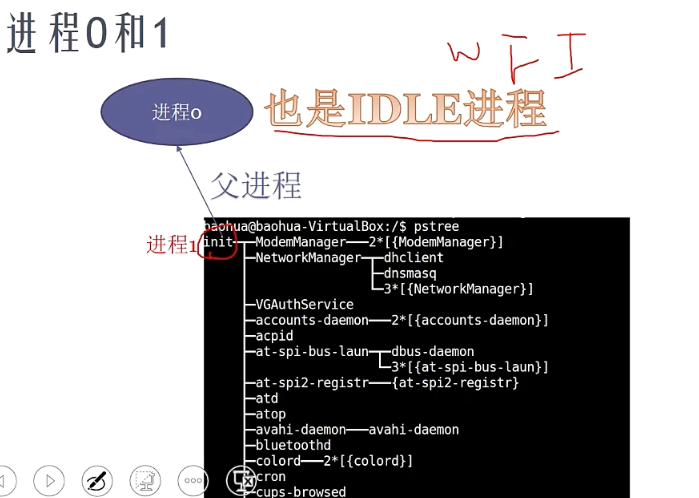 进程0和1
WFI
进程0
也是IDLE进程
父进程
进程1
baohua@baohua-VirtualBox:/$ pstree
init─┬─ModemManager───2*[{ModemManager}]
├─NetworkManager─┬─dhclient
├─dnsmasq
└─3*[{NetworkManager}]
├─VGAuthService
├─accounts-daemon───2*[{accounts-daemon}]
├─acpid
├─at-spi-bus-laun─┬─dbus-daemon
└─3*[{at-spi-bus-laun}]
├─at-spi2-registr───{at-spi2-registr}
├─atd
├─atop
├─avahi-daemon───avahi-daemon
├─bluetoothd
├─colord───2*[{colord}]
├─cron
├─cups-browsed